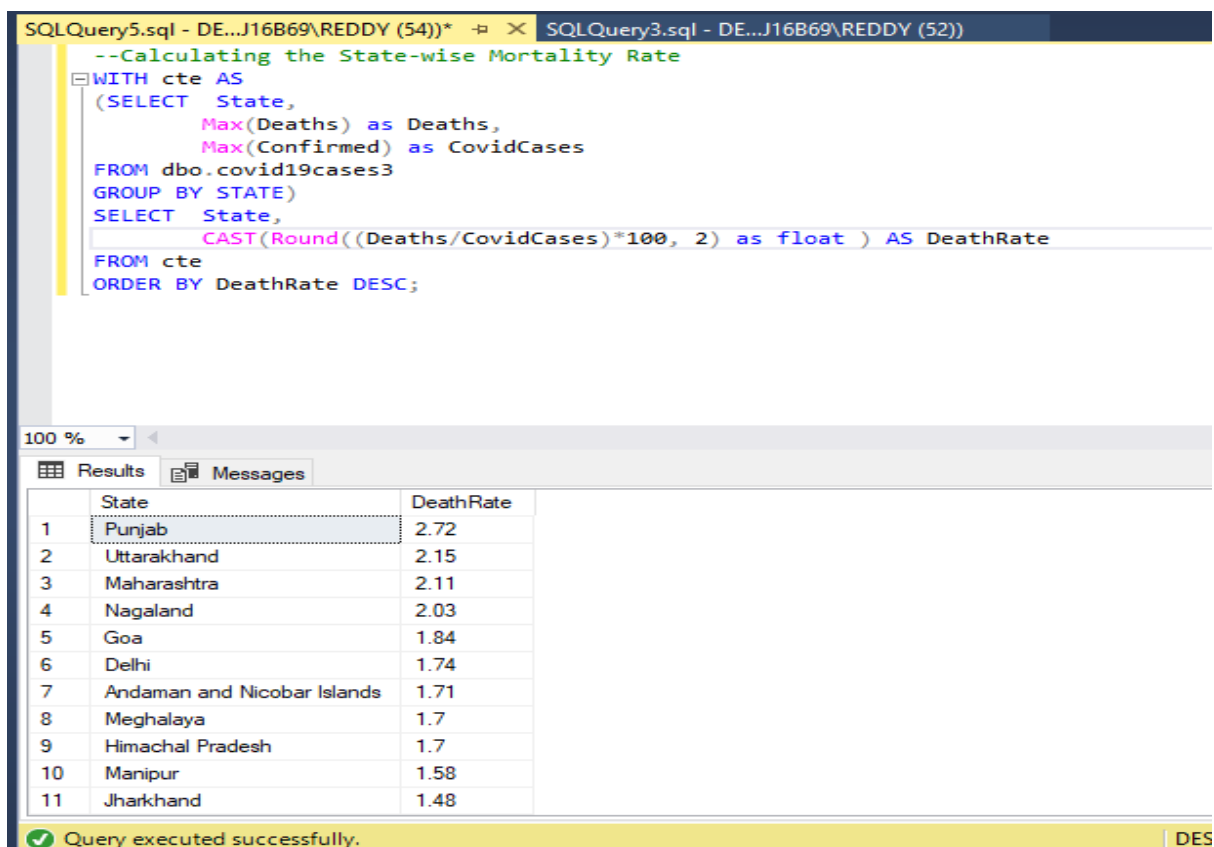 SQLQuery5.sql - DE...J16B69\REDDY (54))* SQLQuery3.sql - DE...J16B69\REDDY (52))
--Calculating the State-wise Mortality Rate
WITH cte AS
(SELECT  State,
Max(Deaths) as Deaths,
Max(Confirmed) as CovidCases
FROM dbo.covid19cases3
GROUP BY STATE)
SELECT  State,
CAST(Round((Deaths/CovidCases)*100, 2) as float ) AS DeathRate
FROM cte
ORDER BY DeathRate DESC;
100 %
Results Messages
State DeathRate
1 Punjab 2.72
2 Uttarakhand 2.15
3 Maharashtra 2.11
4 Nagaland 2.03
5 Goa 1.84
6 Delhi 1.74
7 Andaman and Nicobar Islands 1.71
8 Meghalaya 1.7
9 Himachal Pradesh 1.7
10 Manipur 1.58
11 Jharkhand 1.48
Query executed successfully. DES